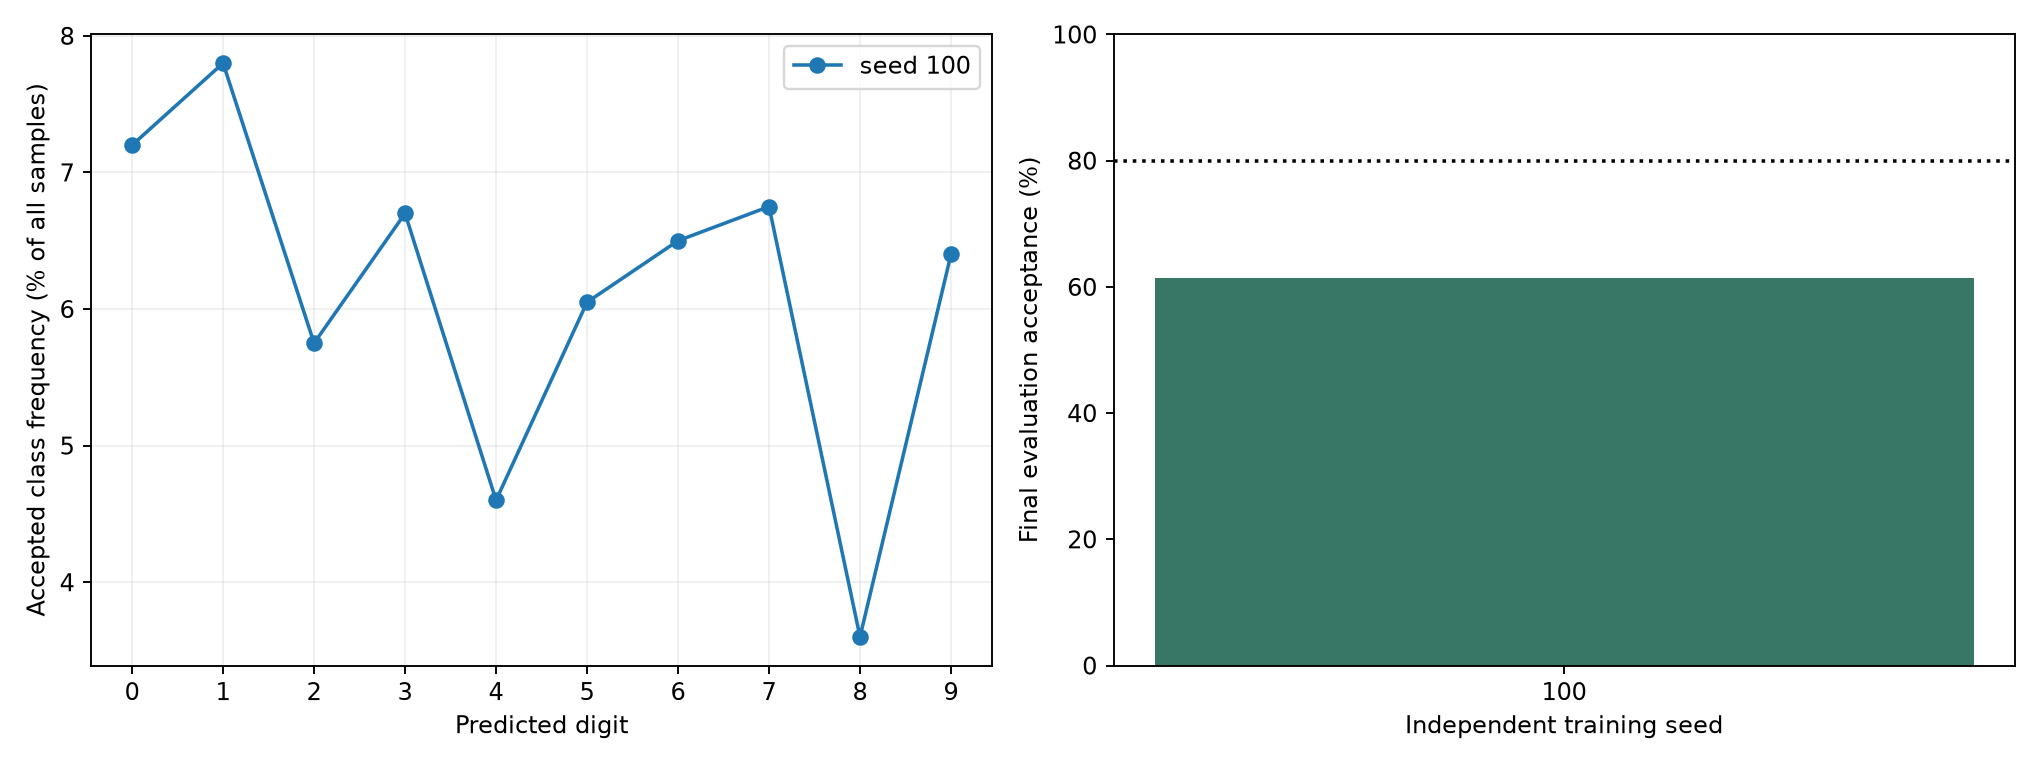 Accepted class frequency (% of all samples)
8
7
6
5
4
seed 100
0 1 2 3 4 5 6 7 8 9
Predicted digit
Final evaluation acceptance (%)
100
80
60
40
20
0
100
Independent training seed